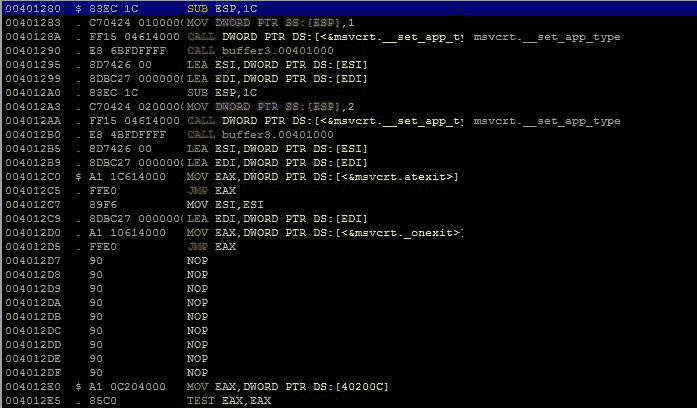 00401280 $ 83EC 1C SUB ESP,1C
00401283 . C70424 010000( MOV DWORD PTR SS:[ESP],1
0040128A . FF15 04614000 CALL DWORD PTR DS:[<&msvcrt.__set_app_ty msvcrt.__set_app_type
00401290 . E8 6BFDFFFF CALL buffer3.00401000
00401295 . 8D7426 00 LEA ESI,DWORD PTR DS:[ESI]
00401299 . 8DBC27 000000( LEA EDI,DWORD PTR DS:[EDI]
004012A0 . 83EC 1C SUB ESP,1C
004012A3 . C70424 020000( MOV DWORD PTR SS:[ESP],2
004012AA . FF15 04614000 CALL DWORD PTR DS:[<&msvcrt.__set_app_ty msvcrt.__set_app_type
004012B0 . E8 4BFDFFFF CALL buffer3.00401000
004012B5 . 8D7426 00 LEA ESI,DWORD PTR DS:[ESI]
004012B9 . 8DBC27 000000( LEA EDI,DWORD PTR DS:[EDI]
004012C0 $ A1 1C614000 MOV EAX,DWORD PTR DS:[<&msvcrt.atexit>]
004012C5 . FFE0 JMP EAX
004012C7 89F6 MOV ESI,ESI
004012C9 . 8DBC27 000000( LEA EDI,DWORD PTR DS:[EDI]
004012D0 . A1 10614000 MOV EAX,DWORD PTR DS:[<&msvcrt._onexit>]
004012D5 . FFE0 JMP EAX
004012D7 90 NOP
004012D8 90 NOP
004012D9 90 NOP
004012DA 90 NOP
004012DB 90 NOP
004012DC 90 NOP
004012DD 90 NOP
004012DE 90 NOP
004012DF 90 NOP
004012E0 $ A1 0C204000 MOV EAX,DWORD PTR DS:[40200C]
004012E5 . 85C0 TEST EAX,EAX